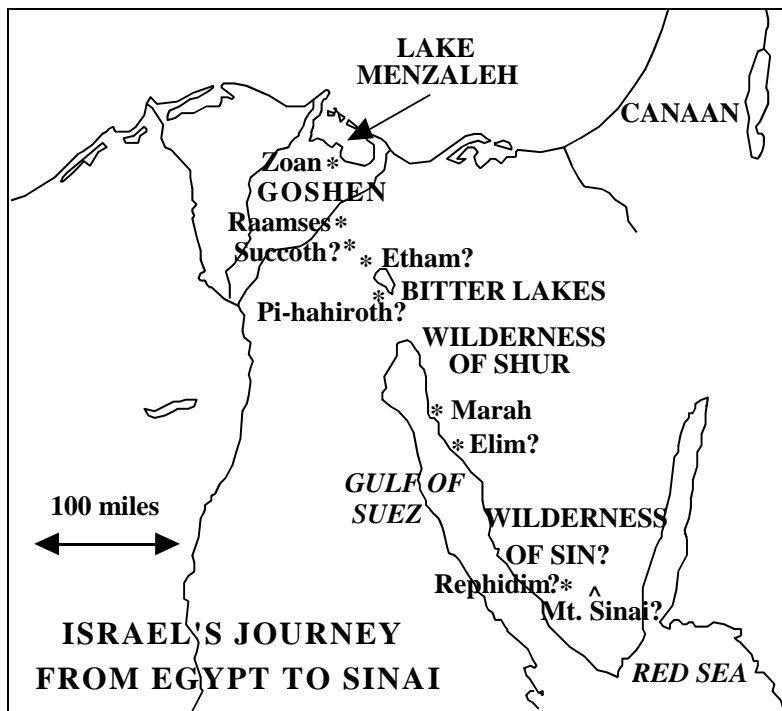 LAKE
MENZALEH
CANAAN
Zoan *
GOSHEN
Raamses *
Succoth? *
* Etham?
* BITTER LAKES
Pi-hahiroth?
WILDERNESS
OF SHUR
* Marah
* Elim?
GULF OF
SUEZ
100 miles
WILDERNESS
OF SIN?
Rephidim? *
^
Mt. Sinai?
ISRAEL'S JOURNEY
FROM EGYPT TO SINAI
RED SEA